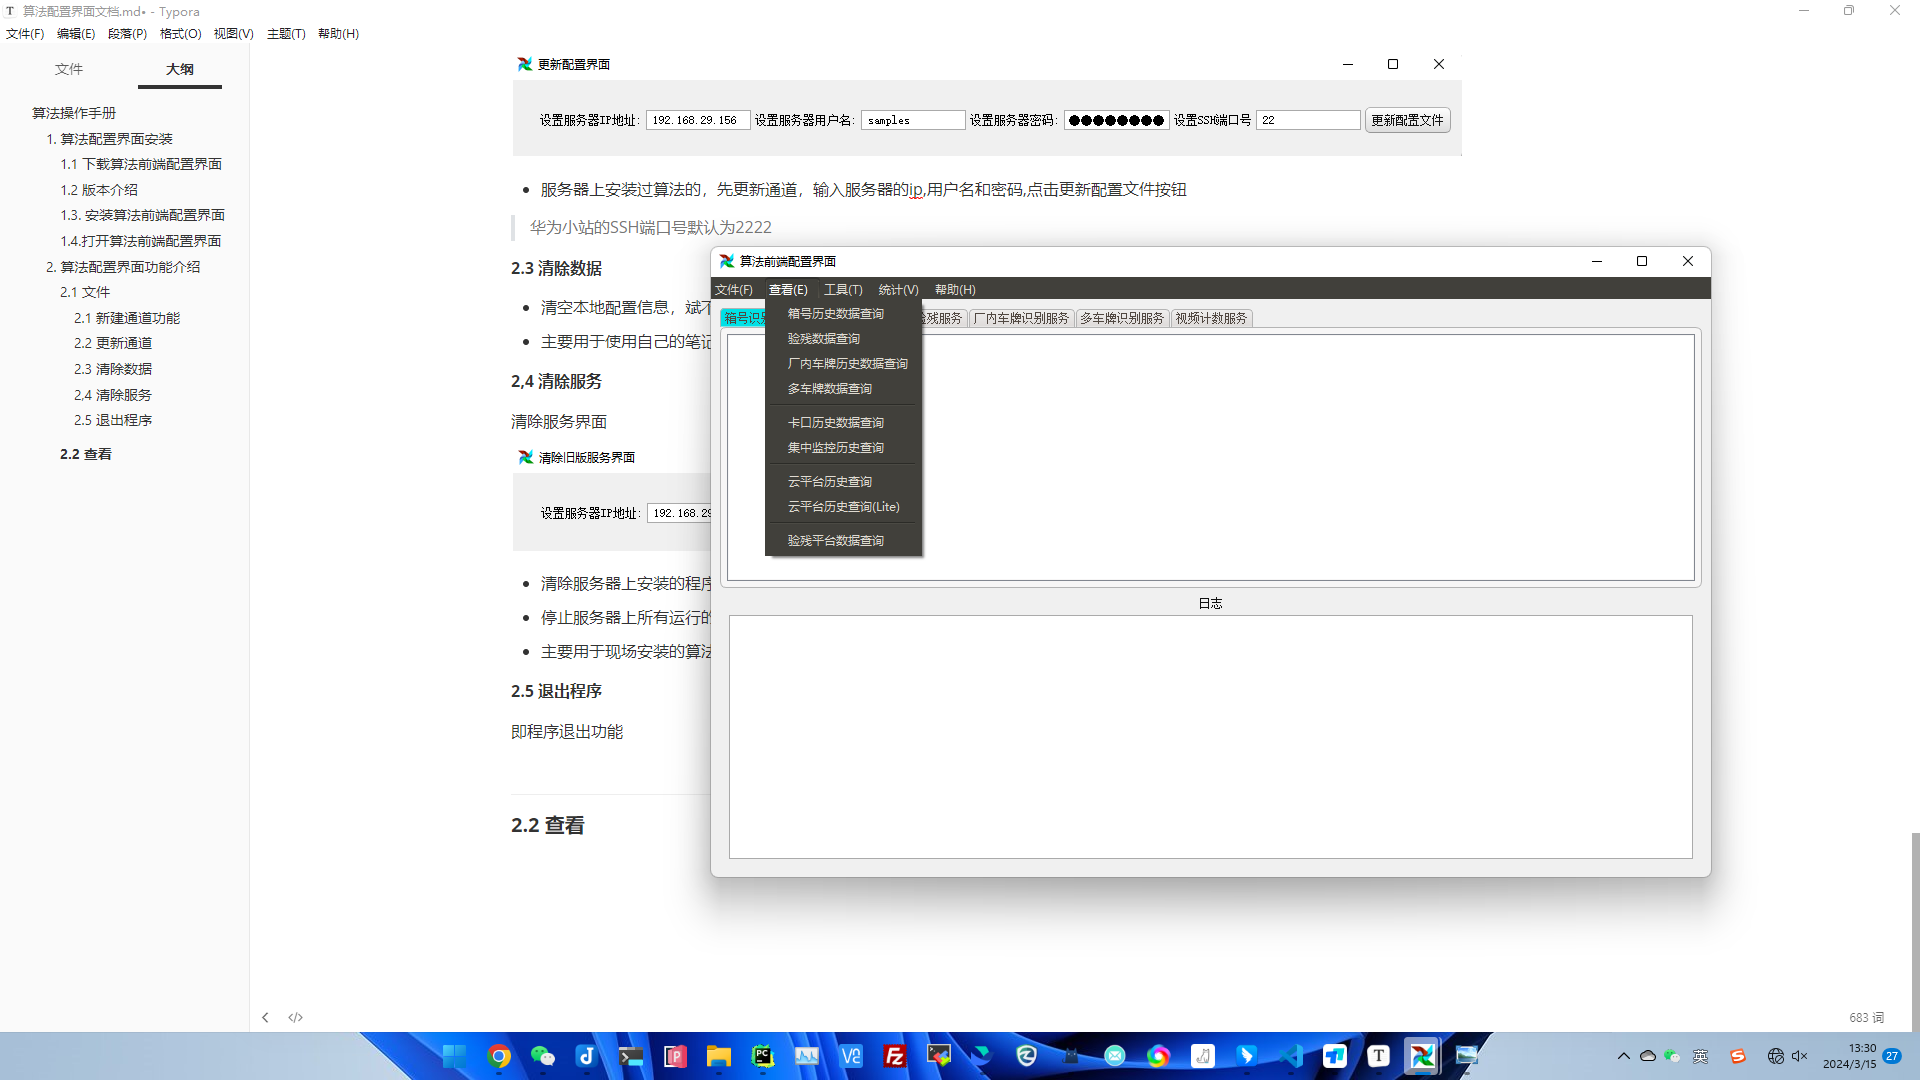 算法配置界面文档.md• - Typora
文件(F) 编辑(E) 段落(P) 格式(O) 视图(V) 主题(T) 帮助(H)
文件 大纲
算法操作手册
1. 算法配置界面安装
1.1 下载算法前端配置界面
1.2 版本介绍
1.3. 安装算法前端配置界面
1.4.打开算法前端配置界面
2. 算法配置界面功能介绍
2.1 文件
2.1 新建通道功能
2.2 更新通道
2.3 清除数据
2,4 清除服务
2.5 退出程序
2.2 查看
更新配置界面
设置服务器IP地址: 192.168.29.156 设置服务器用户名: samples 设置服务器密码: ●●●●●●●● 设置SSH端口号 22 更新配置文件
服务器上安装过算法的，先更新通道，输入服务器的ip,用户名和密码,点击更新配置文件按钮
华为小站的SSH端口号默认为2222
2.3 清除数据
清空本地配置信息，斌不
主要用于使用自己的笔记
2,4 清除服务
清除服务界面
清除旧版服务界面
设置服务器IP地址: 192.168.29
清除服务器上安装的程序
停止服务器上所有运行的
主要用于现场安装的算法
2.5 退出程序
即程序退出功能
2.2 查看
算法前端配置界面
文件(F) 查看(E) 工具(T) 统计(V) 帮助(H)
箱号识别 验残服务 厂内车牌识别服务 多车牌识别服务 视频计数服务
箱号历史数据查询
验残数据查询
厂内车牌历史数据查询
多车牌数据查询
卡口历史数据查询
集中监控历史查询
云平台历史查询
云平台历史查询(Lite)
验残平台数据查询
日志
</> 683 词
英
13:30
2024/3/15
27